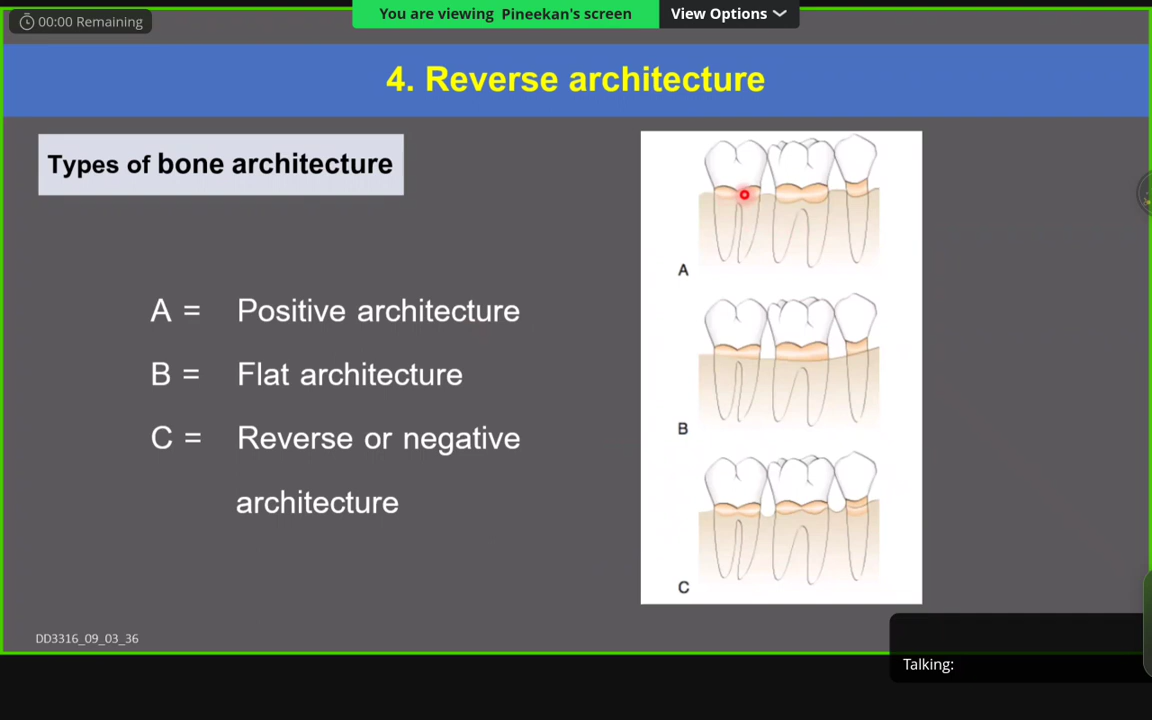 00:00 Remaining
You are viewing Pineekan's screen
View Options
4. Reverse architecture
Types of bone architecture
A = Positive architecture
B = Flat architecture
C = Reverse or negative
architecture
A
B
C
DD3316_09_03_36
Talking: